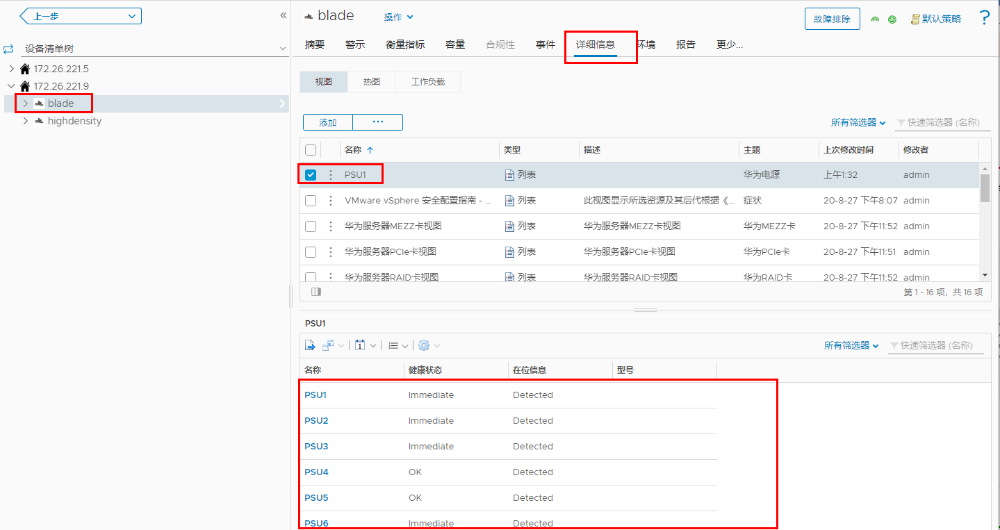 上一步
设备清单树
172.26.221.5
172.26.221.9
blade
highdensity
blade 操作
故障排除 默认策略 ?
摘要 警示 衡量指标 容量 合规性 事件 详细信息 环境 报告 更少...
视图 热图 工作负载
添加 ...
所有筛选器 快速筛选器 (名称)
名称 类型 描述 主题 上次修改时间 修改者
PSU1 列表 华为电源 上午1:32 admin
VMware vSphere 安全配置指南 - ... 列表 此视图显示所选资源及其后代根据《... 症状 20-8-27 下午8:07 admin
华为服务器MEZZ卡视图 列表 华为服务器MEZZ卡视图 华为MEZZ卡 20-8-27 下午11:52 admin
华为服务器PCIe卡视图 列表 华为服务器PCIe卡视图 华为PCIe卡 20-8-27 下午11:51 admin
华为服务器RAID卡视图 列表 华为服务器RAID卡视图 华为RAID卡 20-8-27 下午11:52 admin
第 1 - 16 项，共 16 项
PSU1
1
所有筛选器 快速筛选器 (名称)
名称 健康状态 在位信息 型号
PSU1 Immediate Detected
PSU2 Immediate Detected
PSU3 Immediate Detected
PSU4 OK Detected
PSU5 OK Detected
PSU6 Immediate Detected